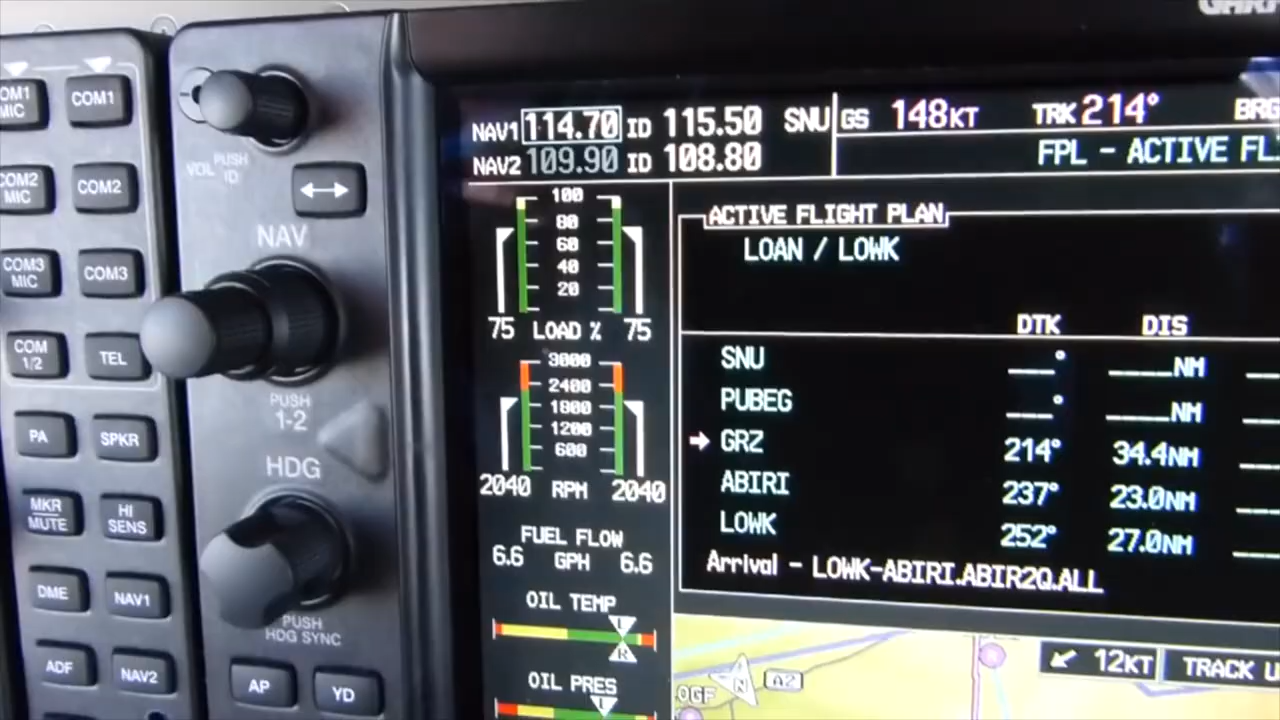 COM1 MIC
COM1
COM2 MIC
COM2
COM3 MIC
COM3
COM 1/2
TEL
PA
SPKR
MKR MUTE
HI SENS
DME
NAV1
ADF
NAV2
VOL PUSH ID
NAV
PUSH
1-2
HDG
PUSH
HDG SYNC
AP
YD
NAV1 114.70 ID 115.50 SNU
NAV2 109.90 ID 108.80
GS 148KT TRK 214°
FPL - ACTIVE
100
80
60
40
20
75 LOAD % 75
3000
2400
1800
1200
600
2040 RPM 2040
FUEL FLOW
6.6 GPH 6.6
OIL TEMP
L
R
OIL PRES
L
ACTIVE FLIGHT PLAN
LOAN / LOWK
DTK DIS
SNU ___° ____NM
PUBEG ___° ____NM
GRZ 214° 34.4NM
ABIRI 237° 23.0NM
LOWK 252° 27.0NM
Arrival - LOWK-ABIRI.ABIR2Q.ALL
N
A2
12KT
TRACK